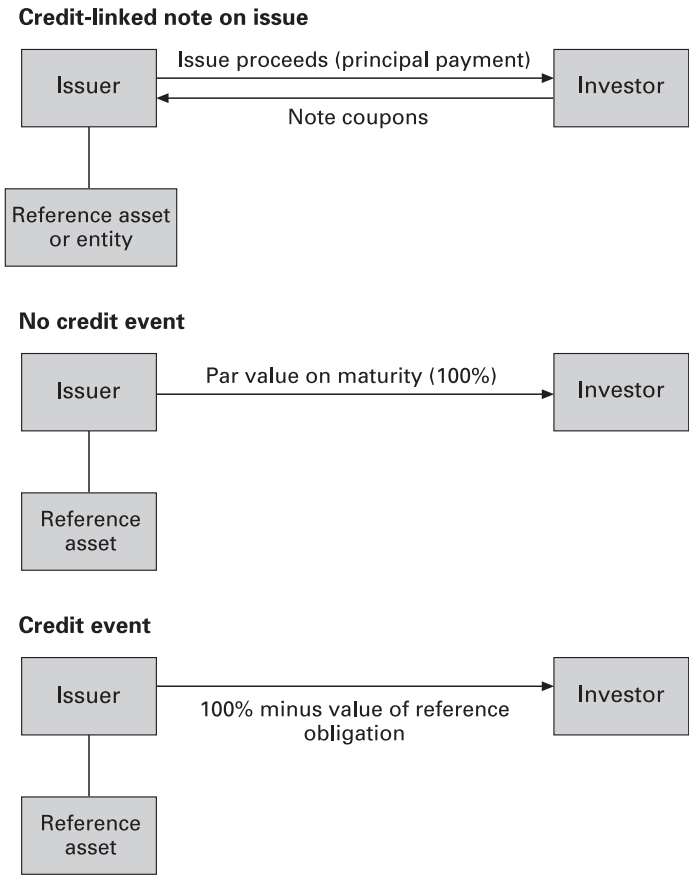 Credit-linked note on issue
Issuer
Issue proceeds (principal payment)
Investor
Note coupons
Reference asset
or entity
No credit event
Issuer
Par value on maturity (100%)
Investor
Reference
asset
Credit event
Issuer
Investor
100% minus value of reference
obligation
Reference
asset